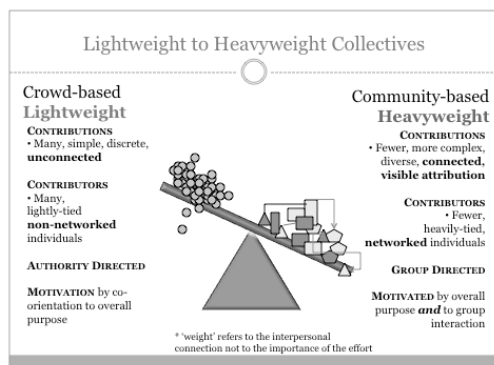 Lightweight to Heavyweight Collectives
Crowd-based
Lightweight
CONTRIBUTIONS
• Many, simple, discrete,
unconnected
CONTRIBUTORS
• Many,
lightly-tied
non-networked
individuals
AUTHORITY DIRECTED
MOTIVATION by co-
orientation to overall
purpose
Community-based
Heavyweight
CONTRIBUTIONS
• Fewer, more complex,
diverse, connected,
visible attribution
CONTRIBUTORS
• Fewer,
heavily-tied,
networked individuals
GROUP DIRECTED
MOTIVATED by overall
purpose and to group
interaction
* 'weight' refers to the interpersonal
connection not to the importance of the effort